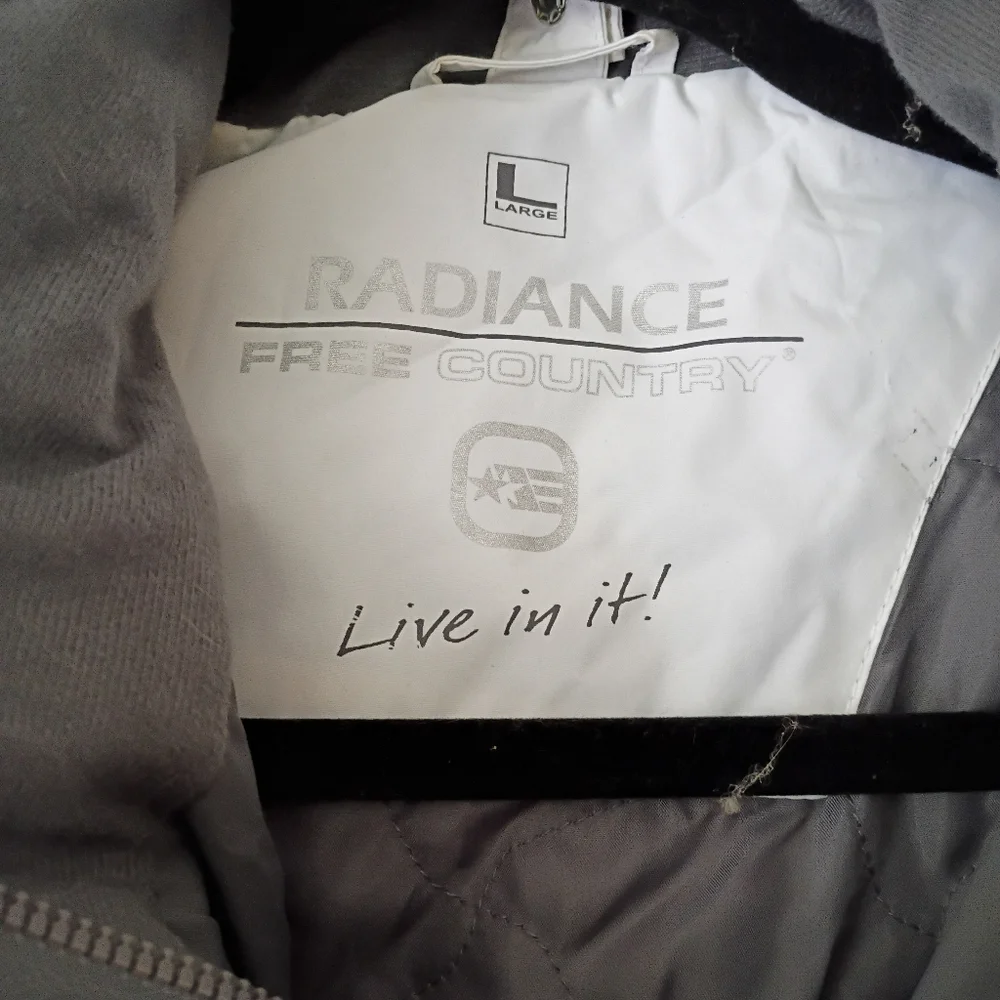 L
LARGE
RADIANCE
FREE COUNTRY®
Live in it!